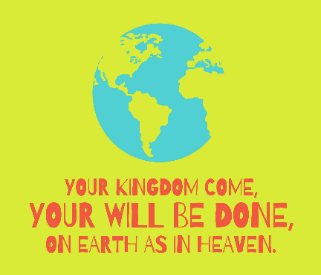 YOUR KINGDOM COME,
YOUR WILL BE DONE,
ON EARTH AS IN HEAVEN.